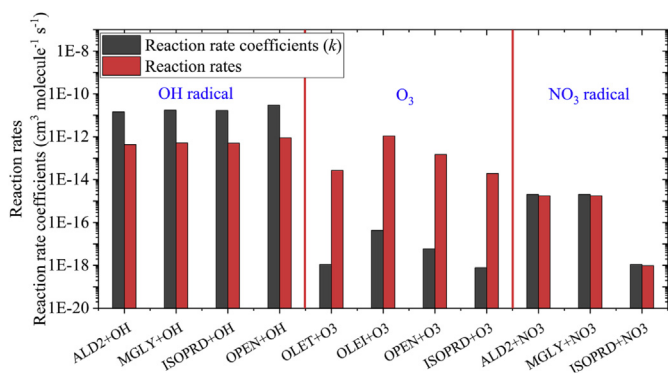 Reaction rates
Reaction rate coefficients (cm³ molecule⁻¹ s⁻¹)
1E-8
1E-10
1E-12
1E-14
1E-16
1E-18
1E-20
Reaction rate coefficients (k)
Reaction rates
OH radical
O₃
NO₃ radical
ALD2+OH
MGLY+OH
ISOPRD+OH
OPEN+OH
OLET+O3
OLEI+O3
OPEN+O3
ISOPRD+O3
ALD2+NO3
MGLY+NO3
ISOPRD+NO3